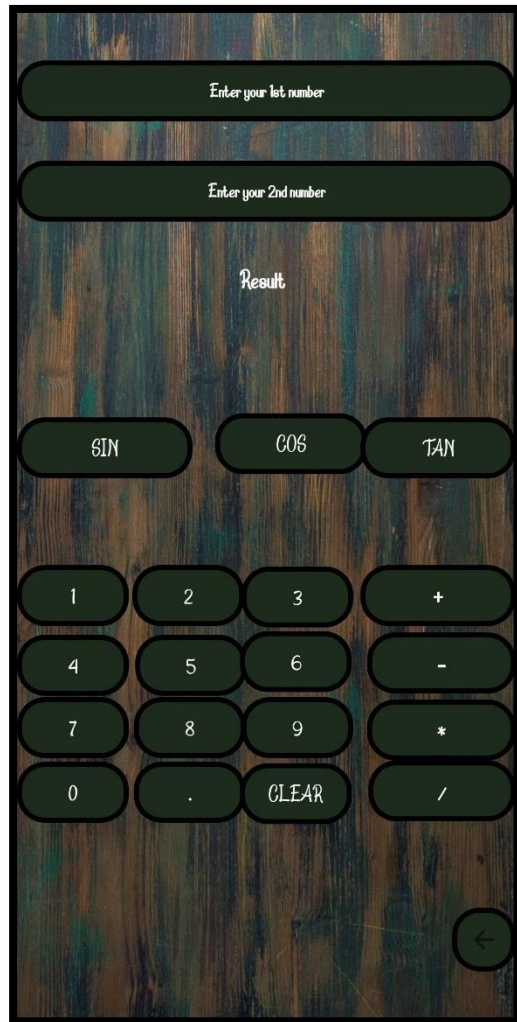 Enter your 1st number
Enter your 2nd number
Result
SIN COS TAN
1 2 3 +
4 5 6 -
7 8 9 *
0 . CLEAR /